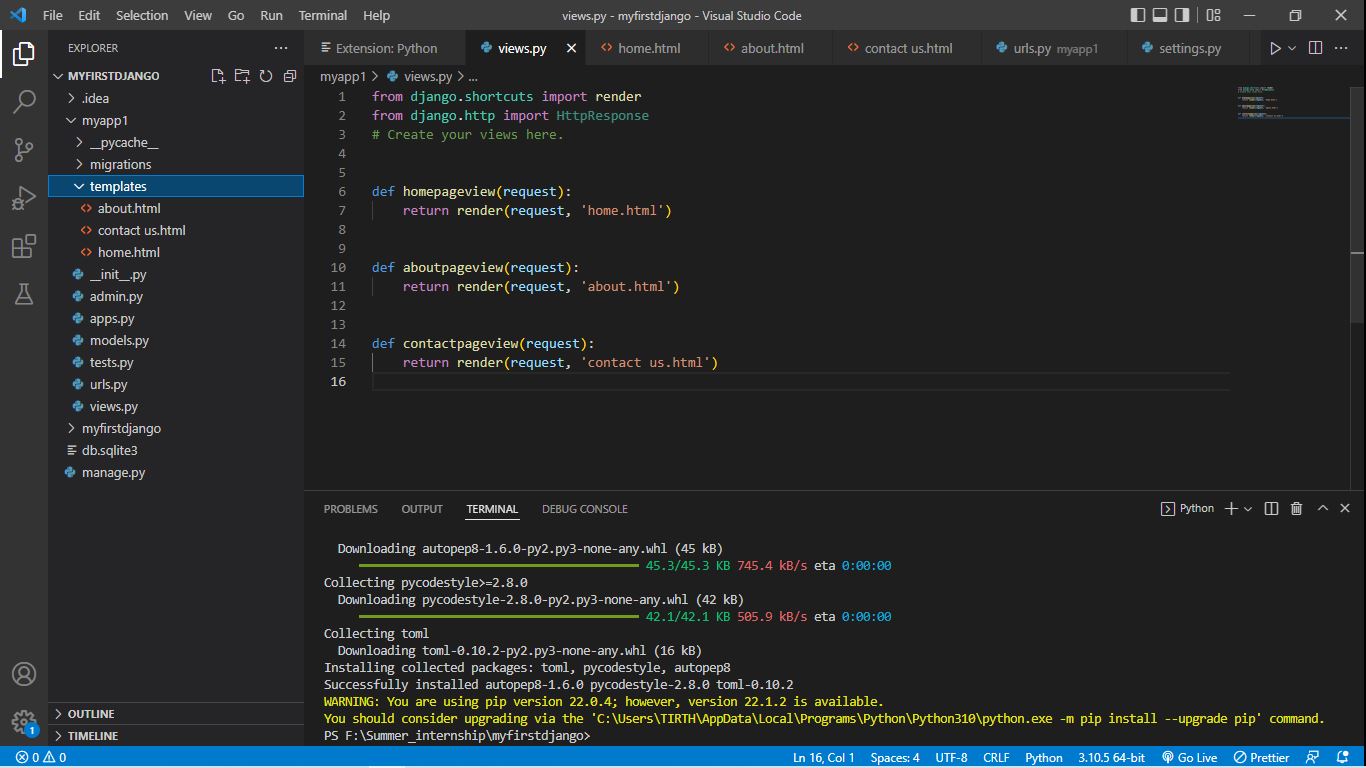 File Edit Selection View Go Run Terminal Help views.py - myfirstdjango - Visual Studio Code
EXPLORER
Extension: Python views.py home.html about.html contact us.html urls.py myapp1 settings.py
MYFIRSTDJANGO
.idea
myapp1
__pycache__
migrations
templates
about.html
contact us.html
home.html
__init__.py
admin.py
apps.py
models.py
tests.py
urls.py
views.py
myfirstdjango
db.sqlite3
manage.py
OUTLINE
TIMELINE
myapp1 > views.py > ...
1 from django.shortcuts import render
2 from django.http import HttpResponse
3 # Create your views here.
4
5
6 def homepageview(request):
7 return render(request, 'home.html')
8
9
10 def aboutpageview(request):
11 return render(request, 'about.html')
12
13
14 def contactpageview(request):
15 return render(request, 'contact us.html')
16
PROBLEMS OUTPUT TERMINAL DEBUG CONSOLE Python
Downloading autopep8-1.6.0-py2.py3-none-any.whl (45 kB)
45.3/45.3 KB 745.4 kB/s eta 0:00:00
Collecting pycodestyle>=2.8.0
Downloading pycodestyle-2.8.0-py2.py3-none-any.whl (42 kB)
42.1/42.1 KB 505.9 kB/s eta 0:00:00
Collecting toml
Downloading toml-0.10.2-py2.py3-none-any.whl (16 kB)
Installing collected packages: toml, pycodestyle, autopep8
Successfully installed autopep8-1.6.0 pycodestyle-2.8.0 toml-0.10.2
WARNING: You are using pip version 22.0.4; however, version 22.1.2 is available.
You should consider upgrading via the 'C:\Users\TIRTH\AppData\Local\Programs\Python\Python310\python.exe -m pip install --upgrade pip' command.
PS F:\Summer_internship\myfirstdjango>
1
0 0 Ln 16, Col 1 Spaces: 4 UTF-8 CRLF Python 3.10.5 64-bit Go Live Prettier